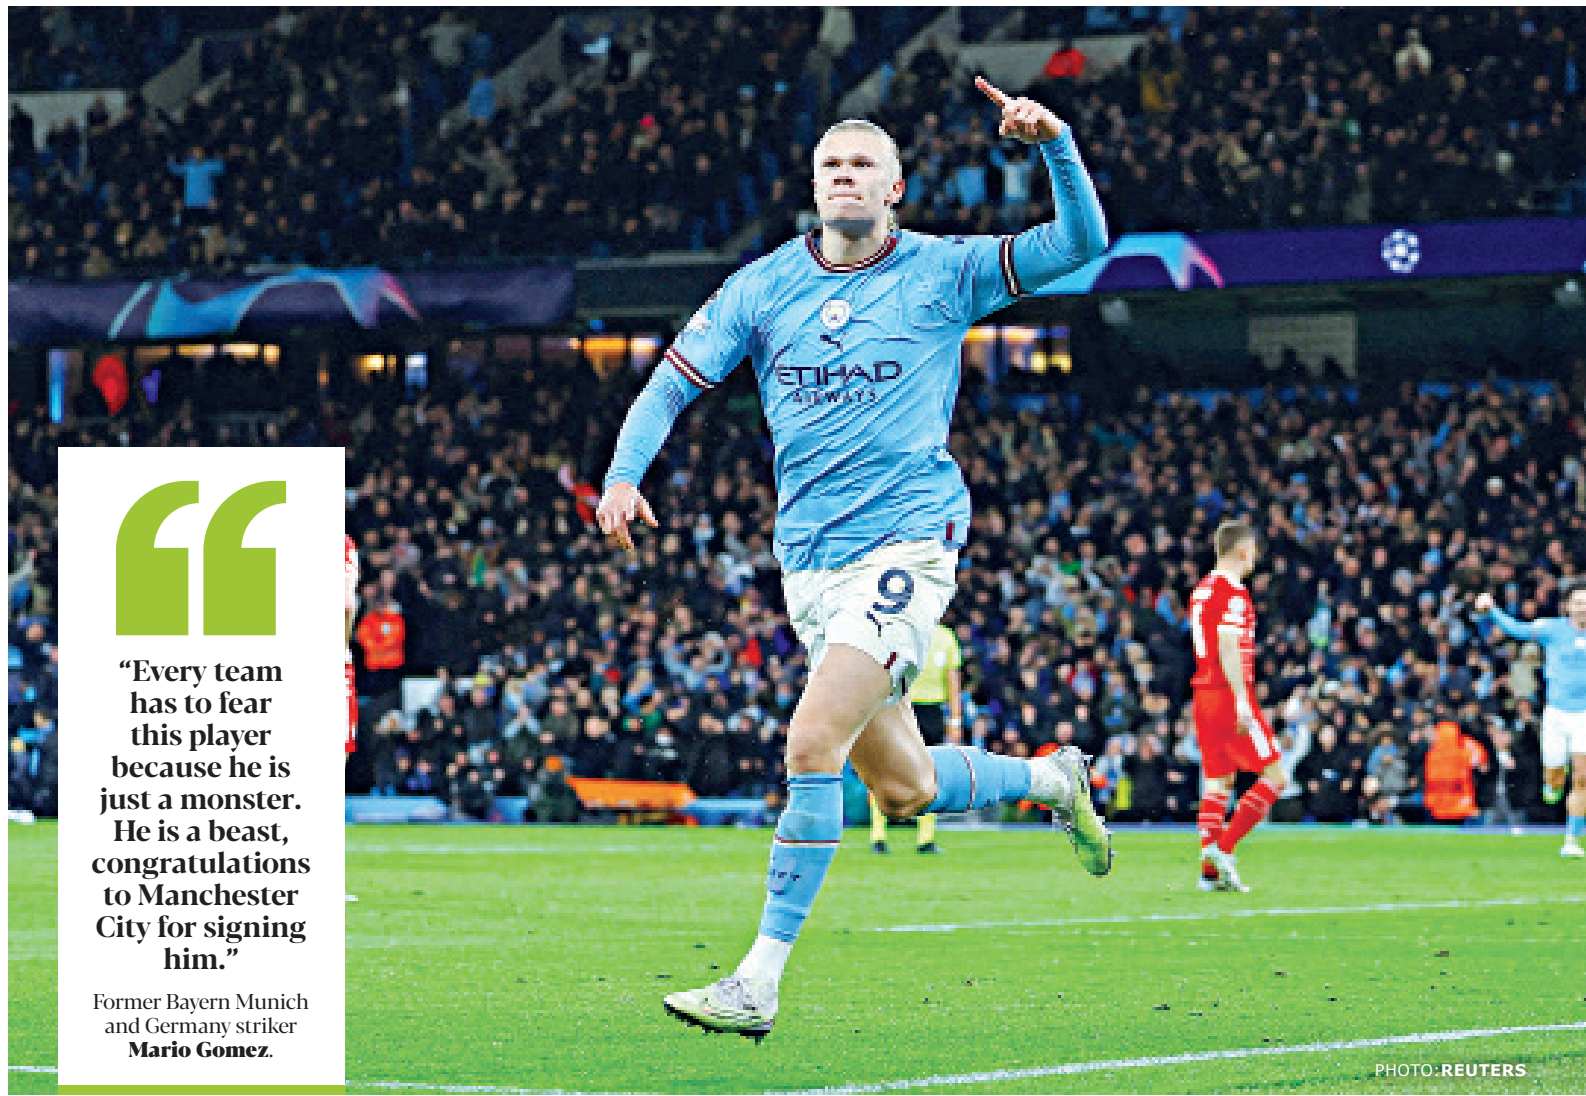 ETIHAD
AIRWAYS
9
“Every team
has to fear
this player
because he is
just a monster.
He is a beast,
congratulations
to Manchester
City for signing
him.”
Former Bayern Munich
and Germany striker
Mario Gomez.
PHOTO:REUTERS